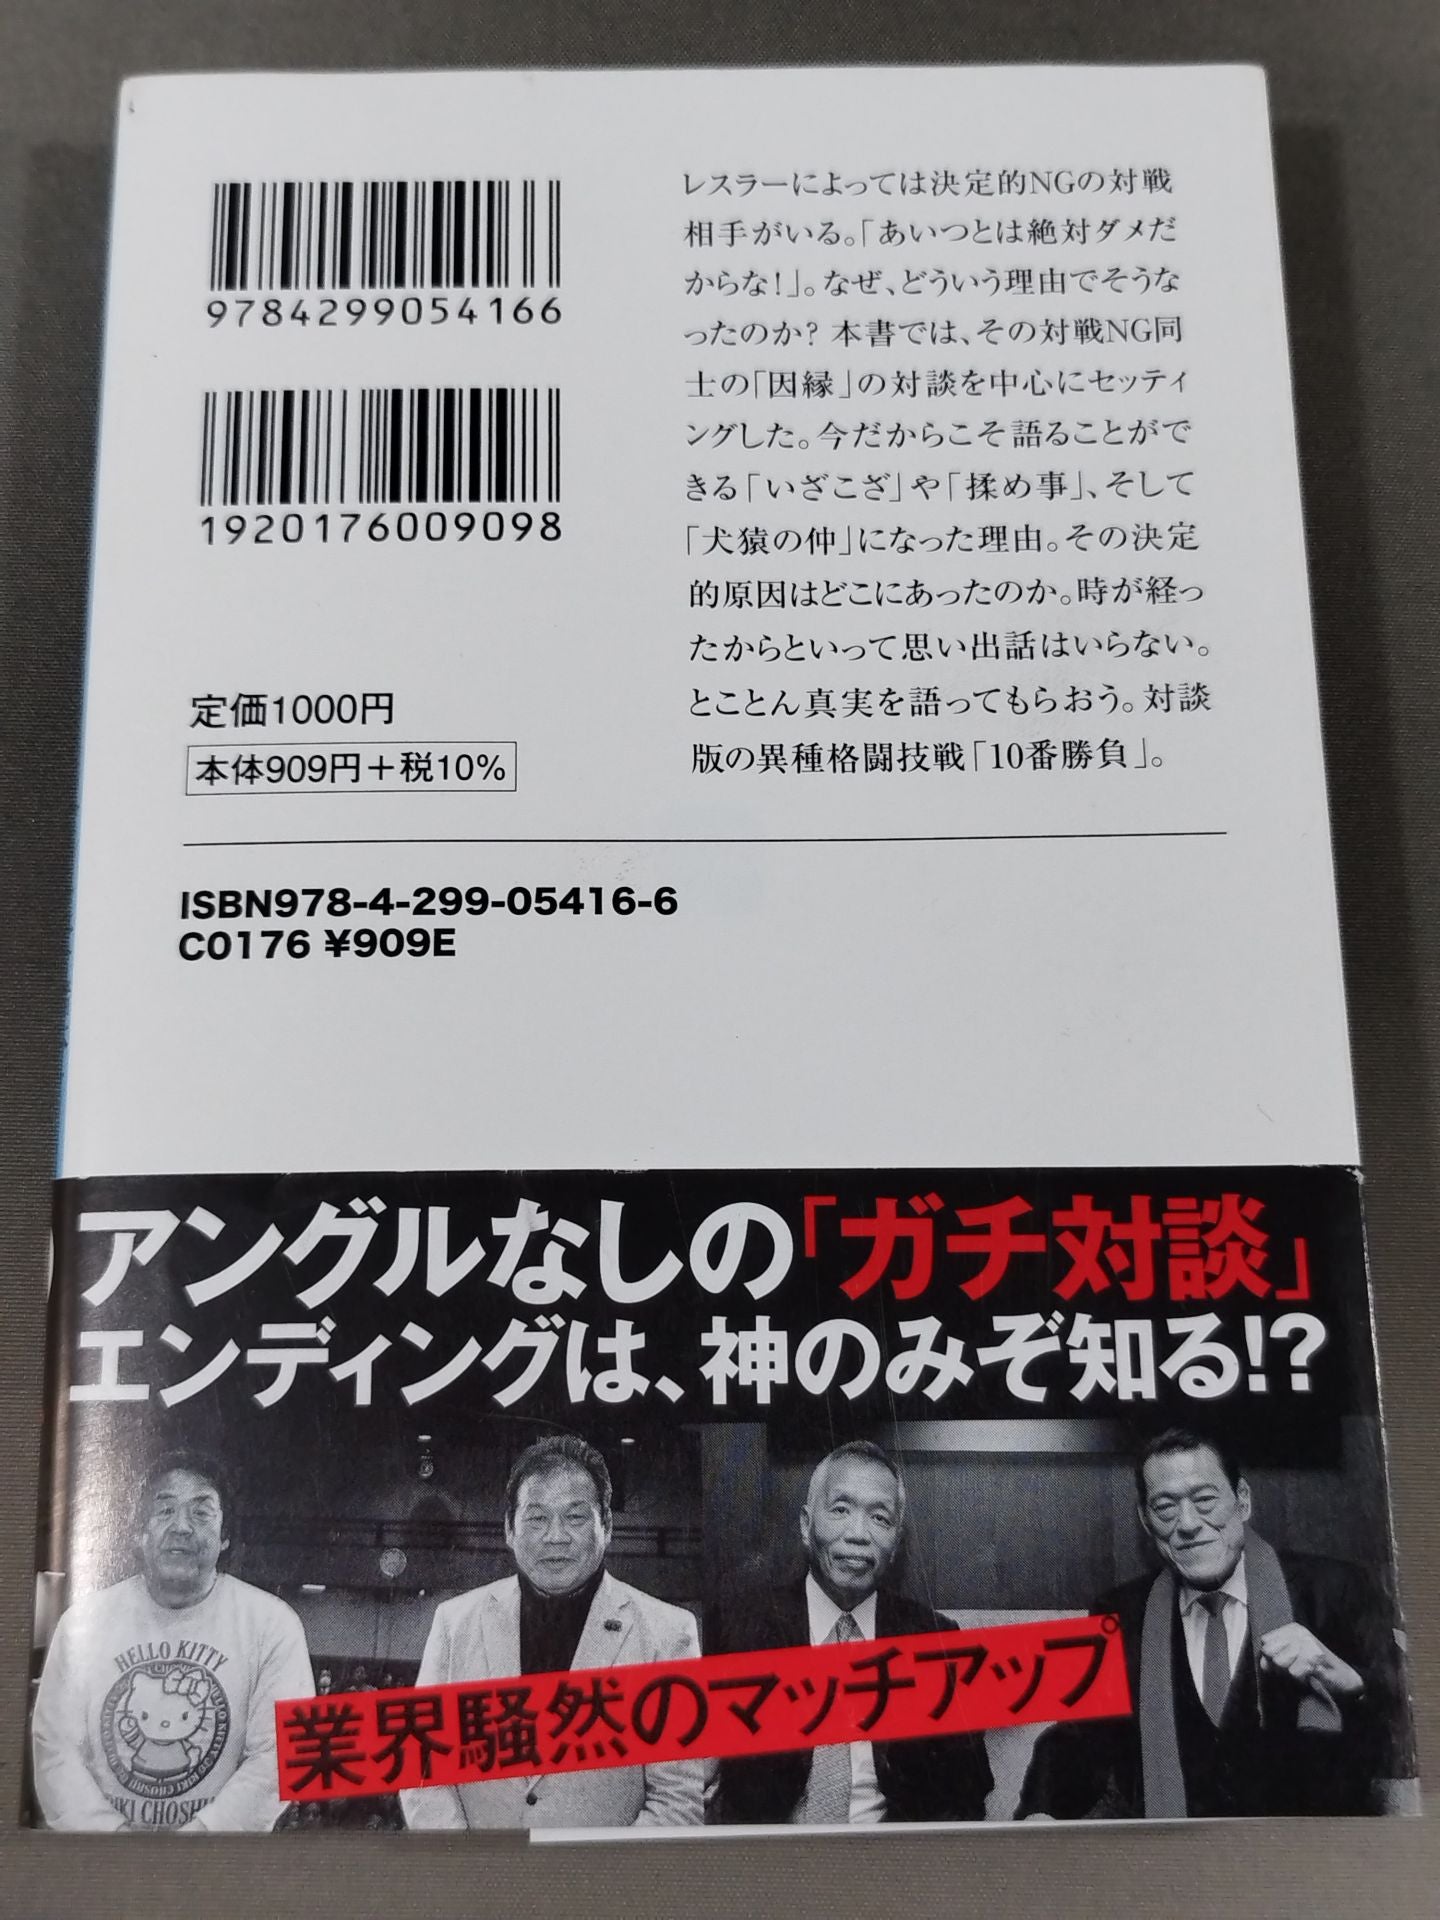 9784299054166
1920176009098
定価1000円
本体909円+税10%
レスラーによっては決定的NGの対戦
相手がいる。「あいつとは絶対ダメだ
からな!」。なぜ、どういう理由でそうな
ったのか? 本書では、その対戦NG同
士の「因縁」の対談を中心にセッティ
ングした。今だからこそ語ることがで
きる「いざこざ」や「揉め事」、そして
「犬猿の仲」になった理由。その決定
的原因はどこにあったのか。時が経っ
たからといって思い出話はいらない。
とことん真実を語ってもらおう。対談
版の異種格闘技戦「10番勝負」。
ISBN978-4-299-05416-6
C0176 ¥909E
アングルなしの「ガチ対談」
エンディングは、神のみぞ知る!?
業界騒然のマッチアップ
HELLO KITTY